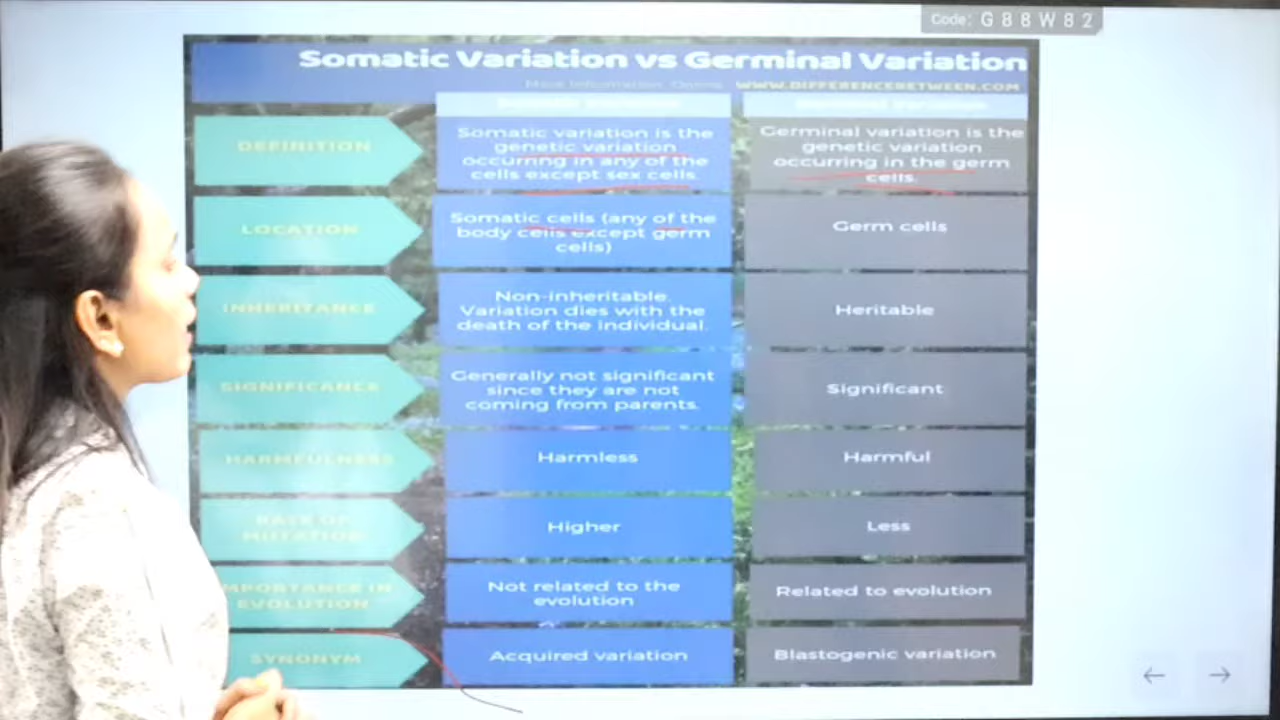 Code: G88W82
Somatic Variation vs Germinal Variation
More Information Online WWW.DIFFERENCEBETWEEN.COM
DEFINITION
Somatic variation is the
genetic variation
occurring in any of the
cells except sex cells.
Germinal variation is the
genetic variation
occurring in the germ
cells.
LOCATION
Somatic cells (any of the
body cells except germ
cells)
Germ cells
INHERITANCE
Non-inheritable.
Variation dies with the
death of the individual.
Heritable
SIGNIFICANCE
Generally not significant
since they are not
coming from parents.
Significant
HARMFULNESS
Harmless
Harmful
RATE OF
MUTATION
Higher
Less
IMPORTANCE IN
EVOLUTION
Not related to the
evolution
Related to evolution
SYNONYM
Acquired variation
Blastogenic variation